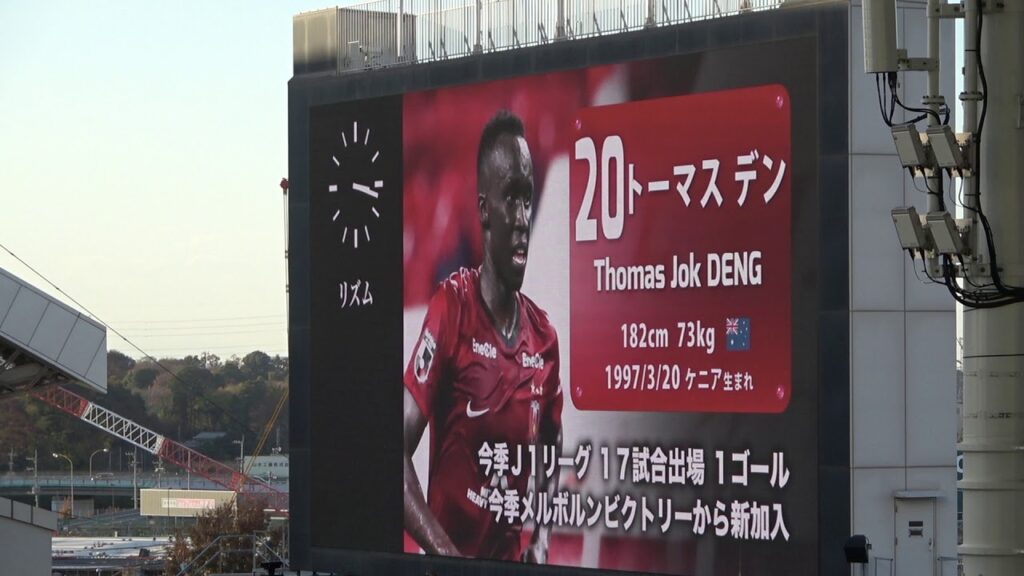 リズム
20
トーマス デン
Thomas Jok DENG
182cm 73kg
1997/3/20 ケニア生まれ
EneGle EneGle
今季J1リーグ 17試合出場 1ゴール
今季メルボルンビクトリーから新加入